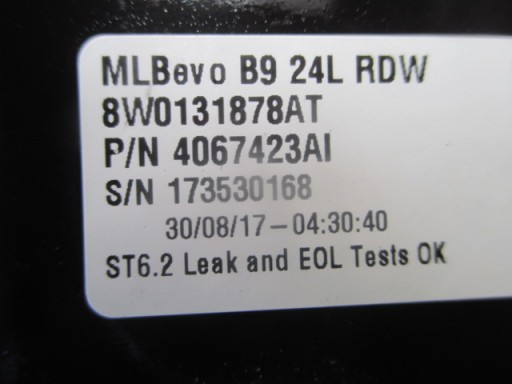 MLBevo B9 24L RDW
8W0131878AT
P/N 4067423AI
S/N 173530168
30/08/17-04:30:40
ST6.2 Leak and EOL Tests OK